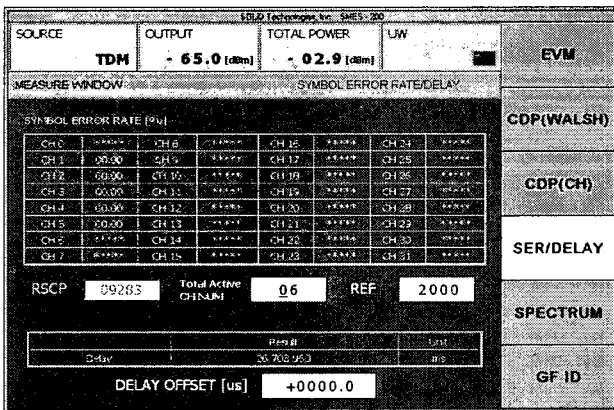 SOLiD Technologies, Inc. SMES - 200
SOURCE OUTPUT TOTAL POWER UW
TDM - 65.0 [dBm] - 02.9 [dBm]
EVM
MEASURE WINDOW SYMBOL ERROR RATE/DELAY
SYMBOL ERROR RATE [%]
CDP(WALSH)
CH 0 ***** CH 8 ***** CH 16 ***** CH 24 *****
CH 1 00.00 CH 9 ***** CH 17 ***** CH 25 *****
CH 2 00.00 CH 10 ***** CH 18 ***** CH 26 *****
CDP(CH)
CH 3 00.00 CH 11 ***** CH 19 ***** CH 27 *****
CH 4 00.00 CH 12 ***** CH 20 ***** CH 28 *****
CH 5 00.00 CH 13 ***** CH 21 ***** CH 29 *****
CH 6 ***** CH 14 ***** CH 22 ***** CH 30 *****
CH 7 ***** CH 15 ***** CH 23 ***** CH 31 *****
SER/DELAY
RSCP 09283 Total Active CH NUM 06 REF 2000
SPECTRUM
Result Unit
Delay ms
DELAY OFFSET [us] +0000.0
GF ID